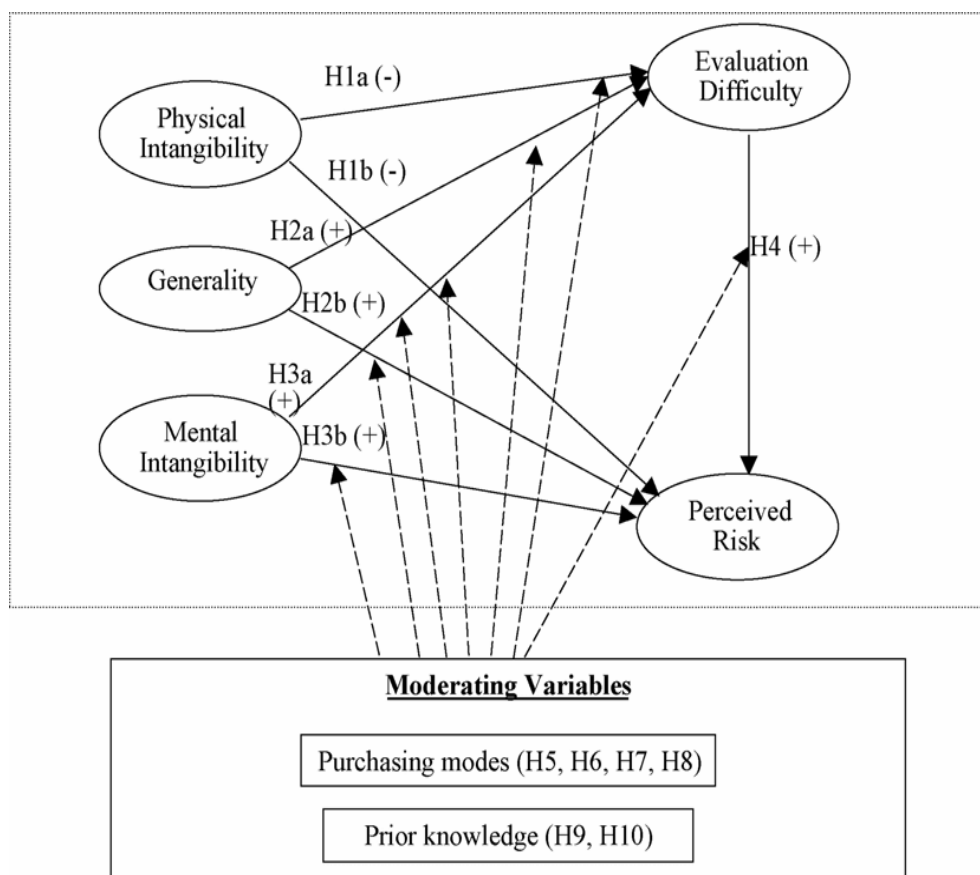 H1a (-)
Evaluation
Difficulty
Physical
Intangibility
H1b (-)
H2a (+)
H4 (+)
Generality
H2b (+)
H3a
(+)
H3b (+)
Mental
Intangibility
Perceived
Risk
Moderating Variables
Purchasing modes (H5, H6, H7, H8)
Prior knowledge (H9, H10)